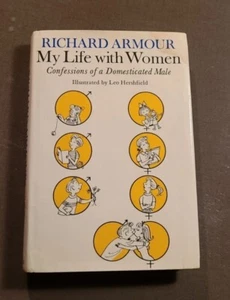 RICHARD ARMOUR
My Life with Women
Confessions of a Domesticated Male
Illustrated by Leo Hershfield